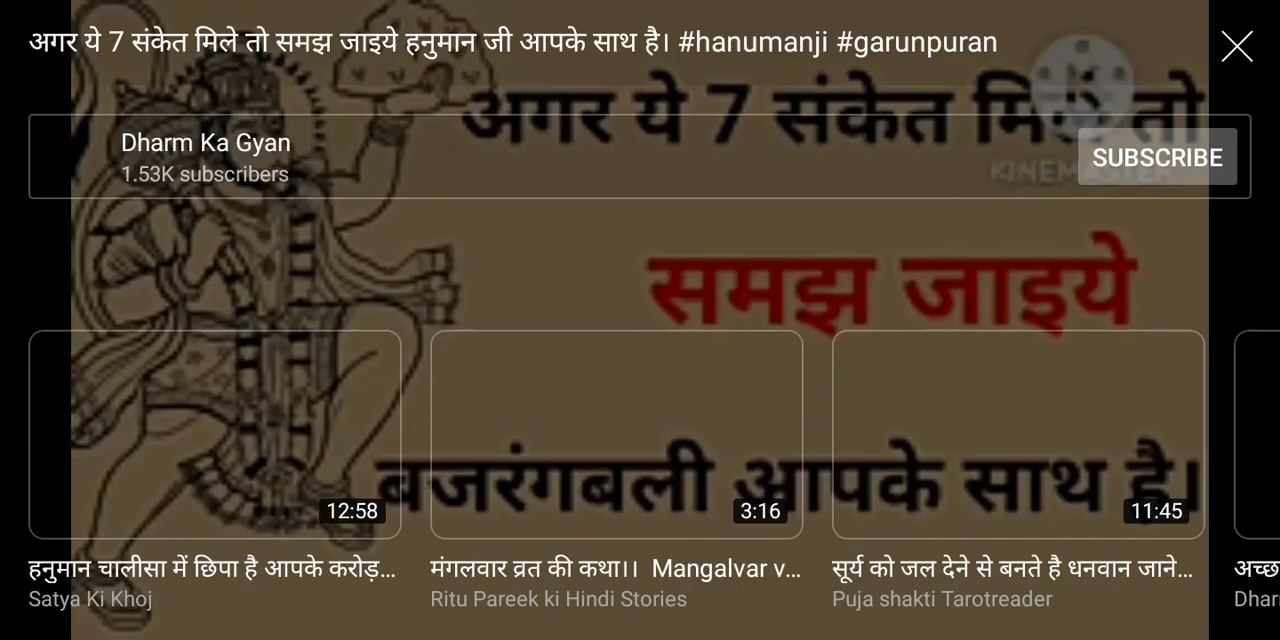 अगर ये 7 संकेत मिले तो समझ जाइये हनुमान जी आपके साथ है। #hanumanji #garunpuran
अगर ये 7 संकेत मिले तो
Dharm Ka Gyan
1.53K subscribers
SUBSCRIBE
KINEMASTER
समझ जाइये
वजरंगबली आपके साथ है।
12:58
3:16
11:45
हनुमान चालीसा में छिपा है आपके करोड़...
मंगलवार व्रत की कथा।। Mangalvar v...
सूर्य को जल देने से बनते है धनवान जाने...
अच्छ
Satya Ki Khoj
Ritu Pareek ki Hindi Stories
Puja shakti Tarotreader
Dhar